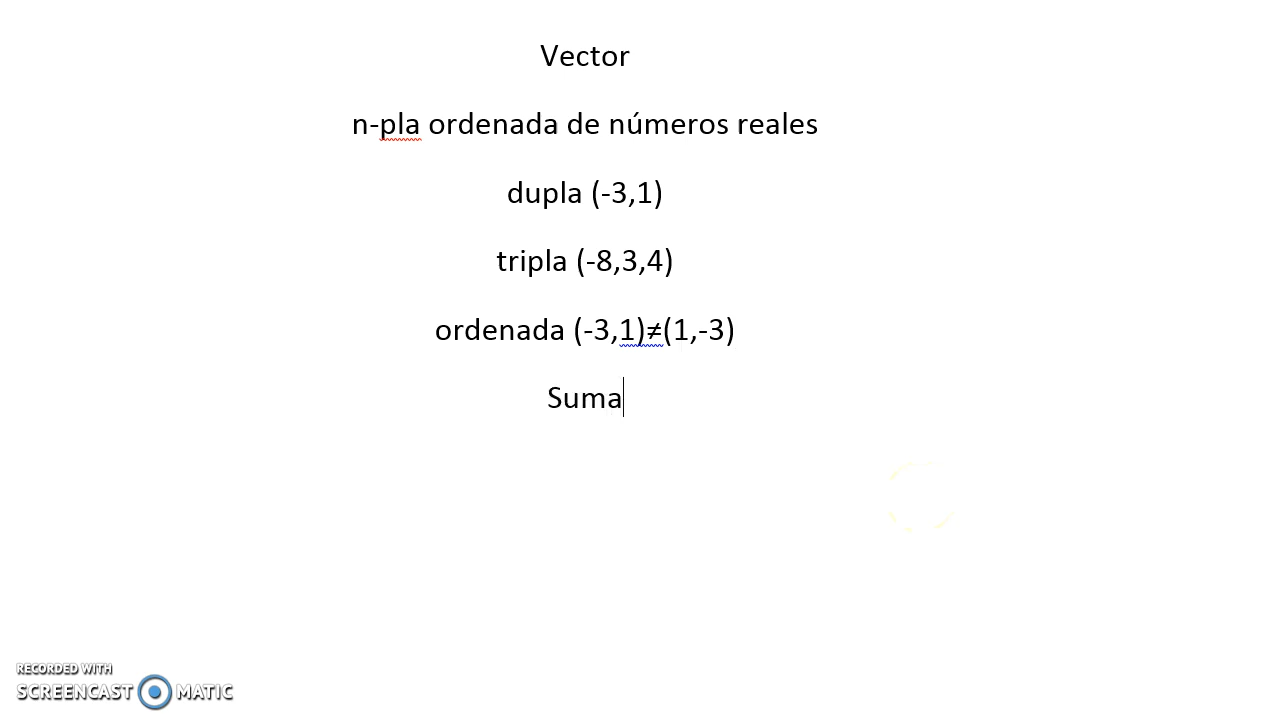 Vector
n-pla ordenada de números reales
dupla (-3,1)
tripla (-8,3,4)
ordenada (-3,1)≠(1,-3)
Suma
RECORDED WITH
SCREENCAST MATIC